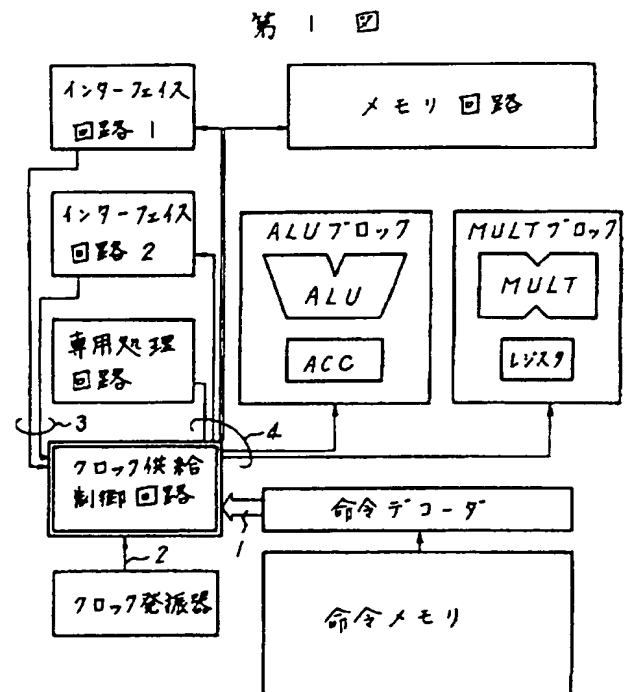 第 1 図
インターフェイス
回路 1
メモリ回路
インターフェイス
回路 2
ALUブロック
ALU
ACC
MULTブロック
MULT
レジスタ
専用処理
回路
3
4
クロック供給
制御回路
命令デコーダ
1
2
クロック発振器
命令メモリ